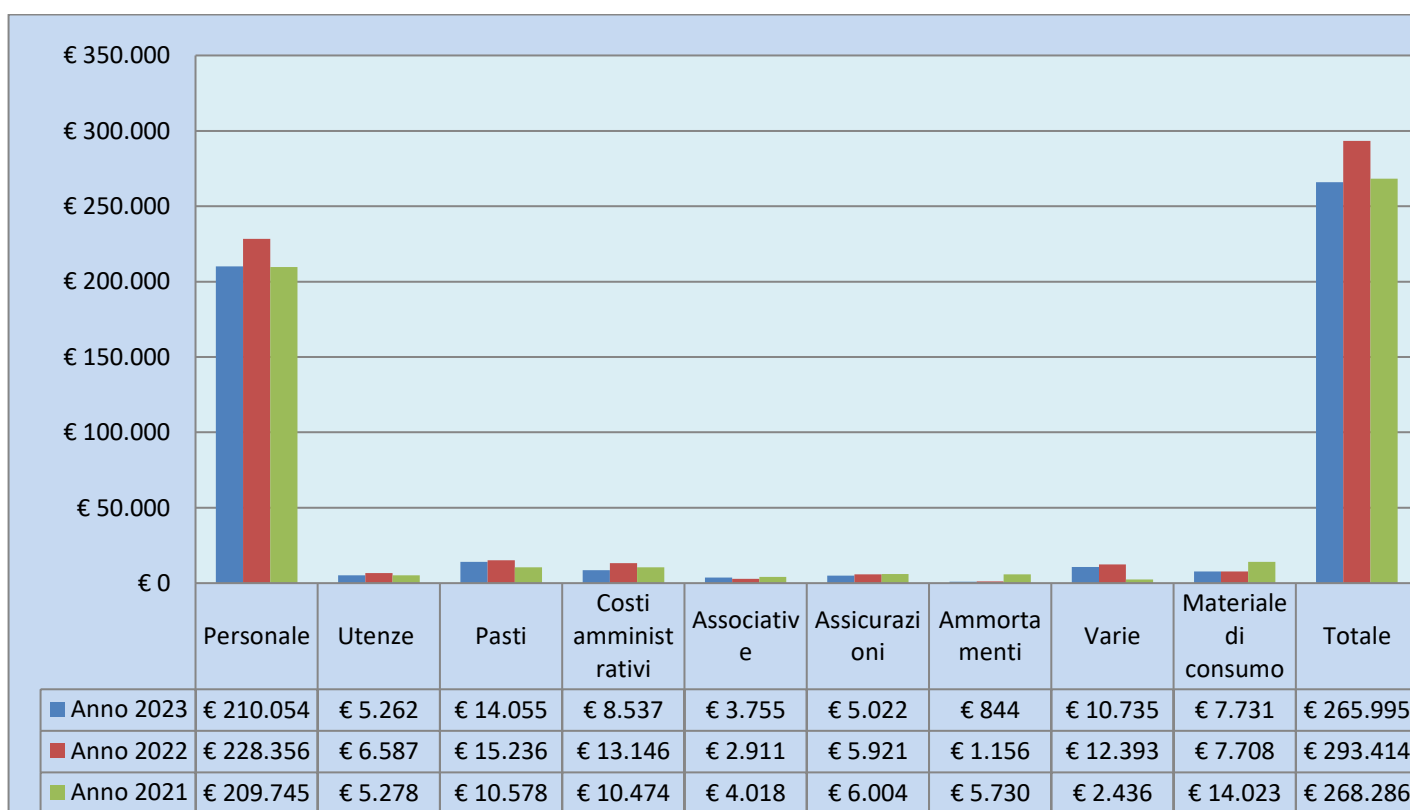 € 350.000
€ 300.000
€ 250.000
€ 200.000
€ 150.000
€ 100.000
€ 50.000
€ 0
Personale
Utenze
Pasti
Costi
amminist
rativi
Associativ
e
Assicurazi
oni
Ammorta
menti
Varie
Materiale
di
consumo
Totale
Anno 2023 € 210.054 € 5.262 € 14.055 € 8.537 € 3.755 € 5.022 € 844 € 10.735 € 7.731 € 265.995
Anno 2022 € 228.356 € 6.587 € 15.236 € 13.146 € 2.911 € 5.921 € 1.156 € 12.393 € 7.708 € 293.414
Anno 2021 € 209.745 € 5.278 € 10.578 € 10.474 € 4.018 € 6.004 € 5.730 € 2.436 € 14.023 € 268.286